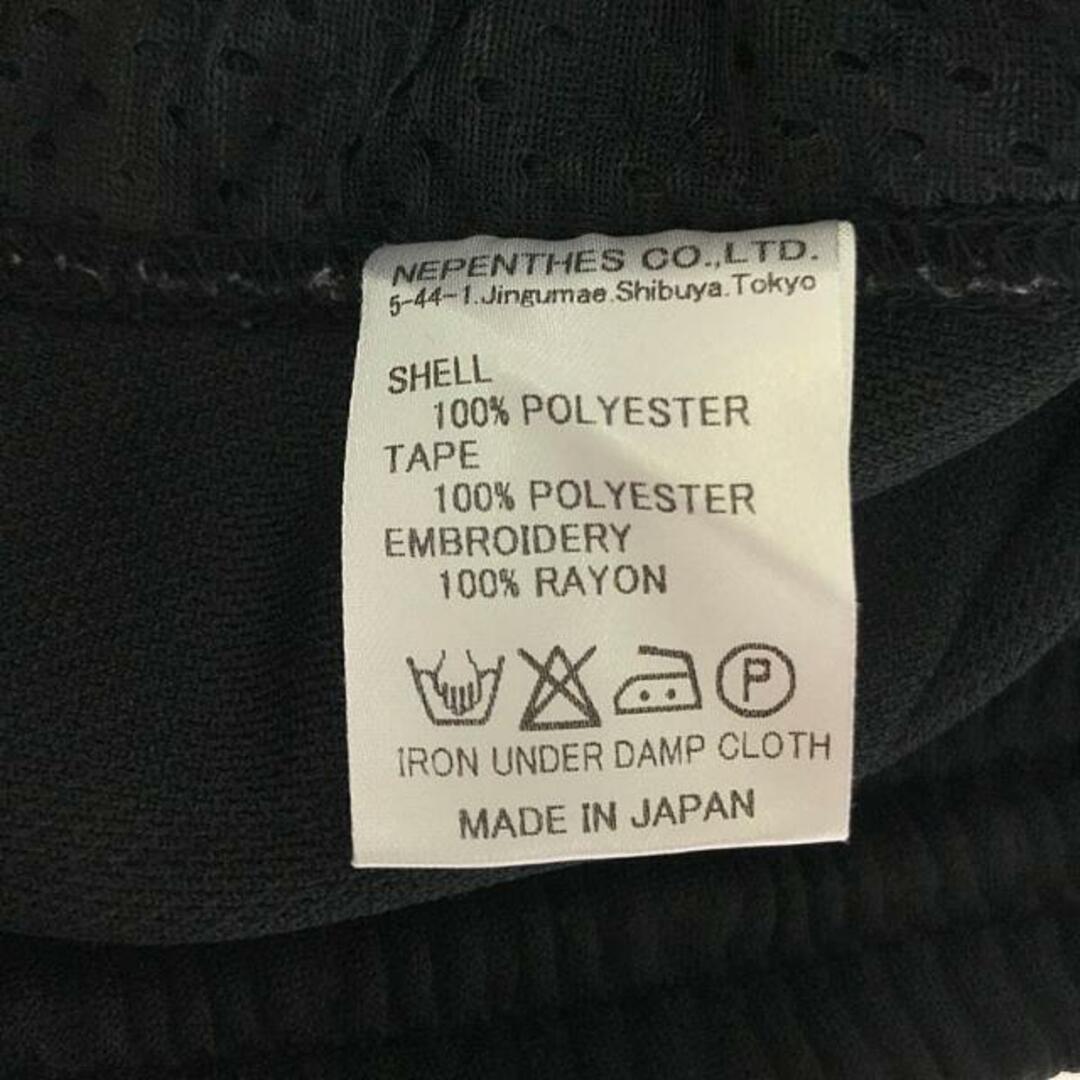 NEPENTHES CO.,LTD.
5-44-1.Jingumae.Shibuya.Tokyo
SHELL
100% POLYESTER
TAPE
100% POLYESTER
EMBROIDERY
100% RAYON
P
IRON UNDER DAMP CLOTH
MADE IN JAPAN